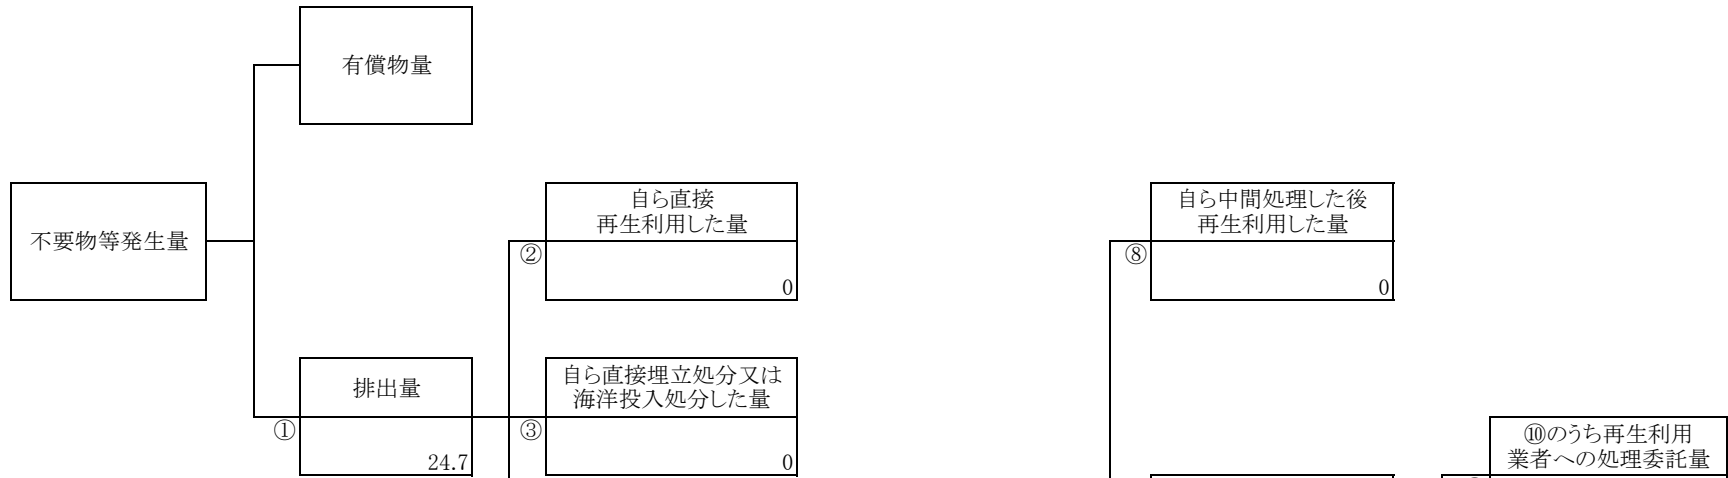 有償物量
不要物等発生量
自ら直接
再生利用した量
②
0
自ら中間処理した後
再生利用した量
⑧
0
排出量
①
24.7
自ら直接埋立処分又は
海洋投入処分した量
③
0
⑩のうち再生利用
業者への処理委託量